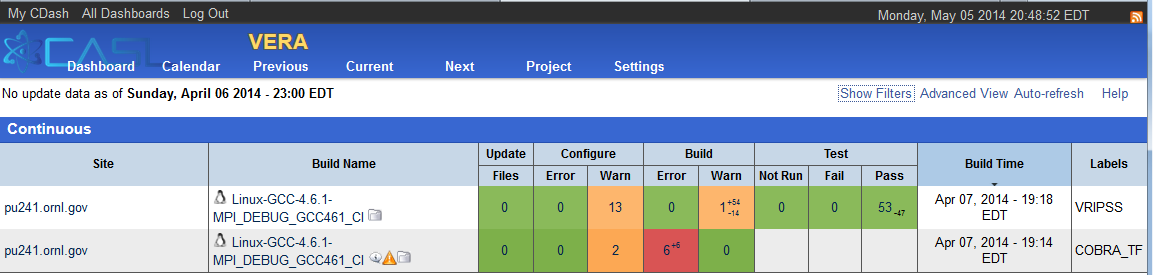 My CDash All Dashboards Log Out Monday, May 05 2014 20:48:52 EDT
CASL
VERA
Dashboard Calendar Previous Current Next Project Settings
No update data as of Sunday, April 06 2014 - 23:00 EDT Show Filters Advanced View Auto-refresh Help
Continuous
Site Build Name Update Configure Build Test Build Time Labels
Files Error Warn Error Warn Not Run Fail Pass
pu241.ornl.gov Linux-GCC-4.6.1-MPI_DEBUG_GCC461_CI 0 0 13 0 1 +54 -14 0 0 53 -47 Apr 07, 2014 - 19:18 EDT VRIPSS
pu241.ornl.gov Linux-GCC-4.6.1-MPI_DEBUG_GCC461_CI 0 0 2 6 +6 0 Apr 07, 2014 - 19:14 EDT COBRA_TF